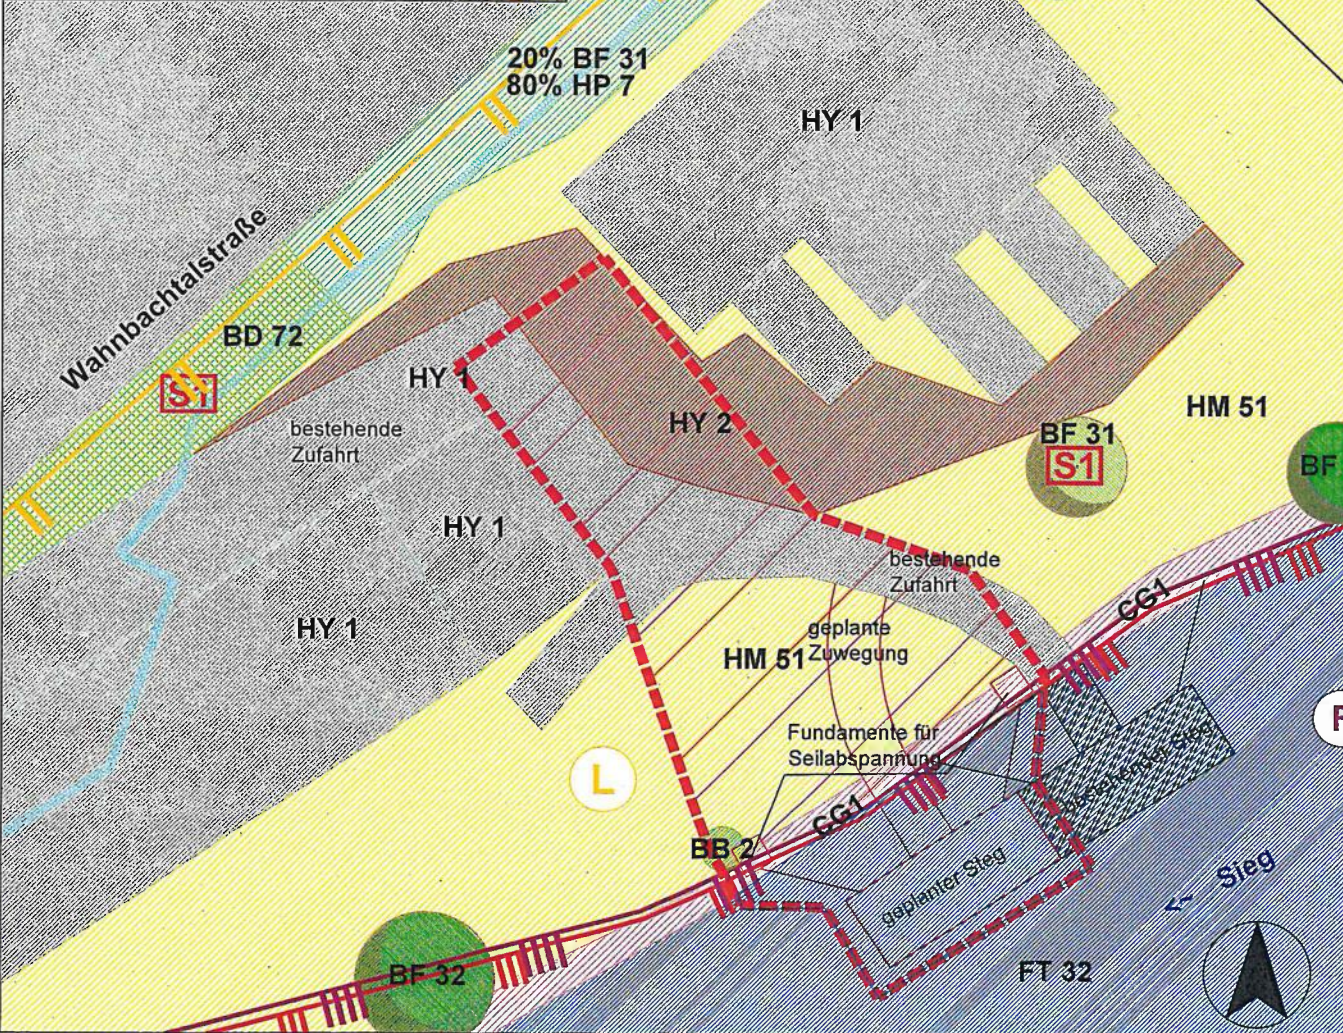 20% BF 31
80% HP 7
HY 1
Wahnbachtalstraße
BD 72
S1
HY 1
bestehende
Zufahrt
HY 2
HM 51
BF 31
S1
BF
HY 1
bestehende
Zufahrt
CG1
HY 1
geplante
Zuwegung
HM 51
Fundamente für
Seilabspannung
L
CG1
BB 2
geplanter Steg
Sieg
BF 32
FT 32